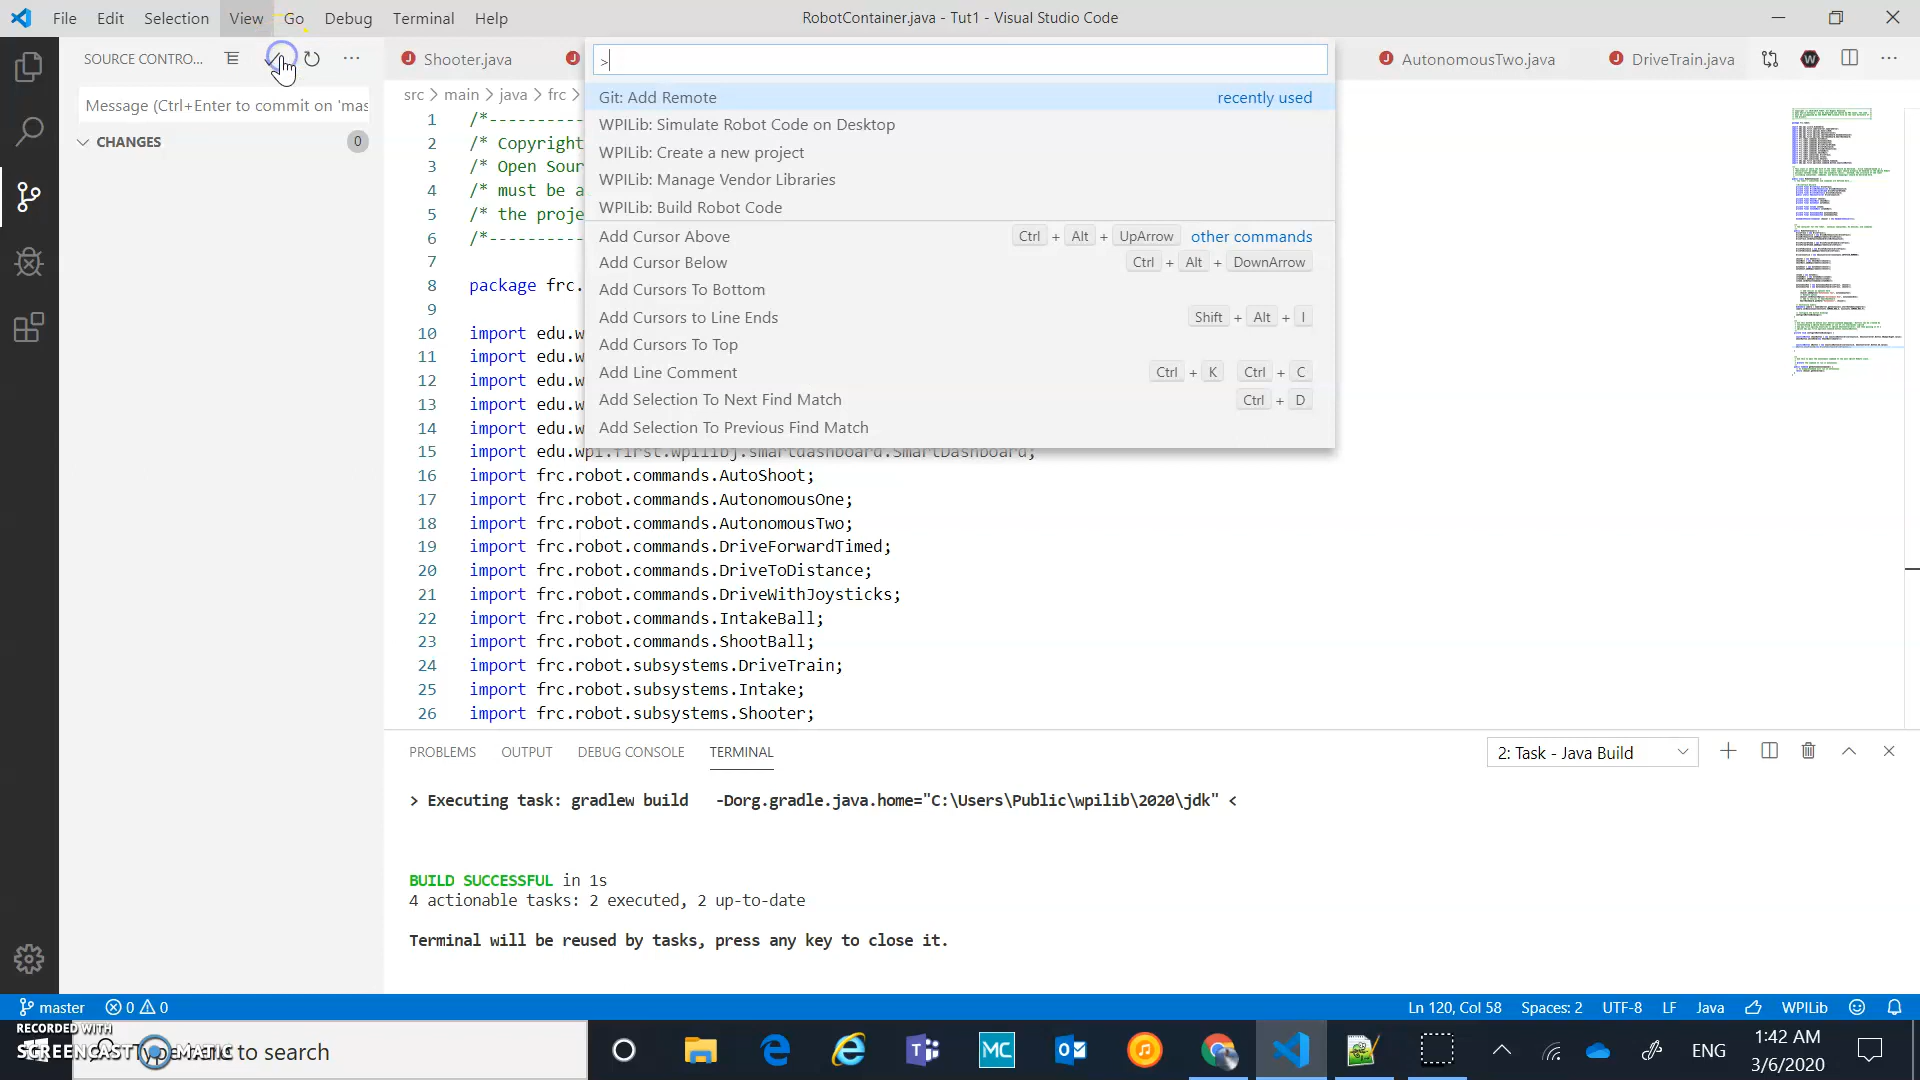 File Edit Selection View Go Debug Terminal Help
RobotContainer.java - Tut1 - Visual Studio Code
SOURCE CONTRO...
Shooter.java
AutonomousTwo.java
DriveTrain.java
>
src > main > java > frc >
Message (Ctrl+Enter to commit on 'mas
CHANGES 0
Git: Add Remote recently used
WPILib: Simulate Robot Code on Desktop
WPILib: Create a new project
WPILib: Manage Vendor Libraries
WPILib: Build Robot Code
Add Cursor Above Ctrl + Alt + UpArrow other commands
Add Cursor Below Ctrl + Alt + DownArrow
Add Cursors To Bottom
Add Cursors to Line Ends Shift + Alt + I
Add Cursors To Top
Add Line Comment Ctrl + K Ctrl + C
Add Selection To Next Find Match Ctrl + D
Add Selection To Previous Find Match
1 /*----------
2 /* Copyright
3 /* Open Sour
4 /* must be a
5 /* the proje
6 /*----------
7
8 package frc.
9
10 import edu.w
11 import edu.w
12 import edu.w
13 import edu.w
14 import edu.w
15 import edu.wpi.first.wpilibj.smartdashboard.SmartDashboard;
16 import frc.robot.commands.AutoShoot;
17 import frc.robot.commands.AutonomousOne;
18 import frc.robot.commands.AutonomousTwo;
19 import frc.robot.commands.DriveForwardTimed;
20 import frc.robot.commands.DriveToDistance;
21 import frc.robot.commands.DriveWithJoysticks;
22 import frc.robot.commands.IntakeBall;
23 import frc.robot.commands.ShootBall;
24 import frc.robot.subsystems.DriveTrain;
25 import frc.robot.subsystems.Intake;
26 import frc.robot.subsystems.Shooter;
PROBLEMS OUTPUT DEBUG CONSOLE TERMINAL
2: Task - Java Build
> Executing task: gradlew build   -Dorg.gradle.java.home="C:\Users\Public\wpilib\2020\jdk" <
BUILD SUCCESSFUL in 1s
4 actionable tasks: 2 executed, 2 up-to-date
Terminal will be reused by tasks, press any key to close it.
master 0 0
Ln 120, Col 58 Spaces: 2 UTF-8 LF Java WPILib
RECORDED WITH
SCREENCAST MATIC
Type here to search
ENG
1:42 AM
3/6/2020